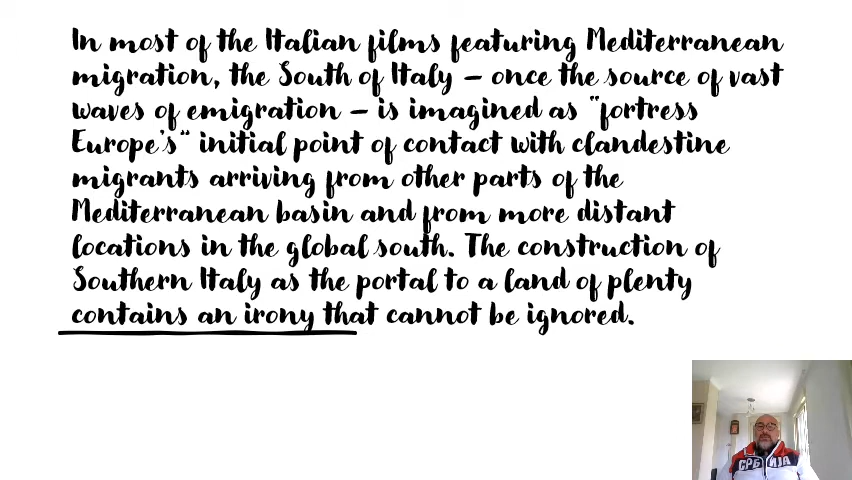 In most of the Italian films featuring Mediterranean
migration, the South of Italy – once the source of vast
waves of emigration – is imagined as "fortress
Europe's" initial point of contact with clandestine
migrants arriving from other parts of the
Mediterranean basin and from more distant
locations in the global south. The construction of
Southern Italy as the portal to a land of plenty
contains an irony that cannot be ignored.
СРБИЈА